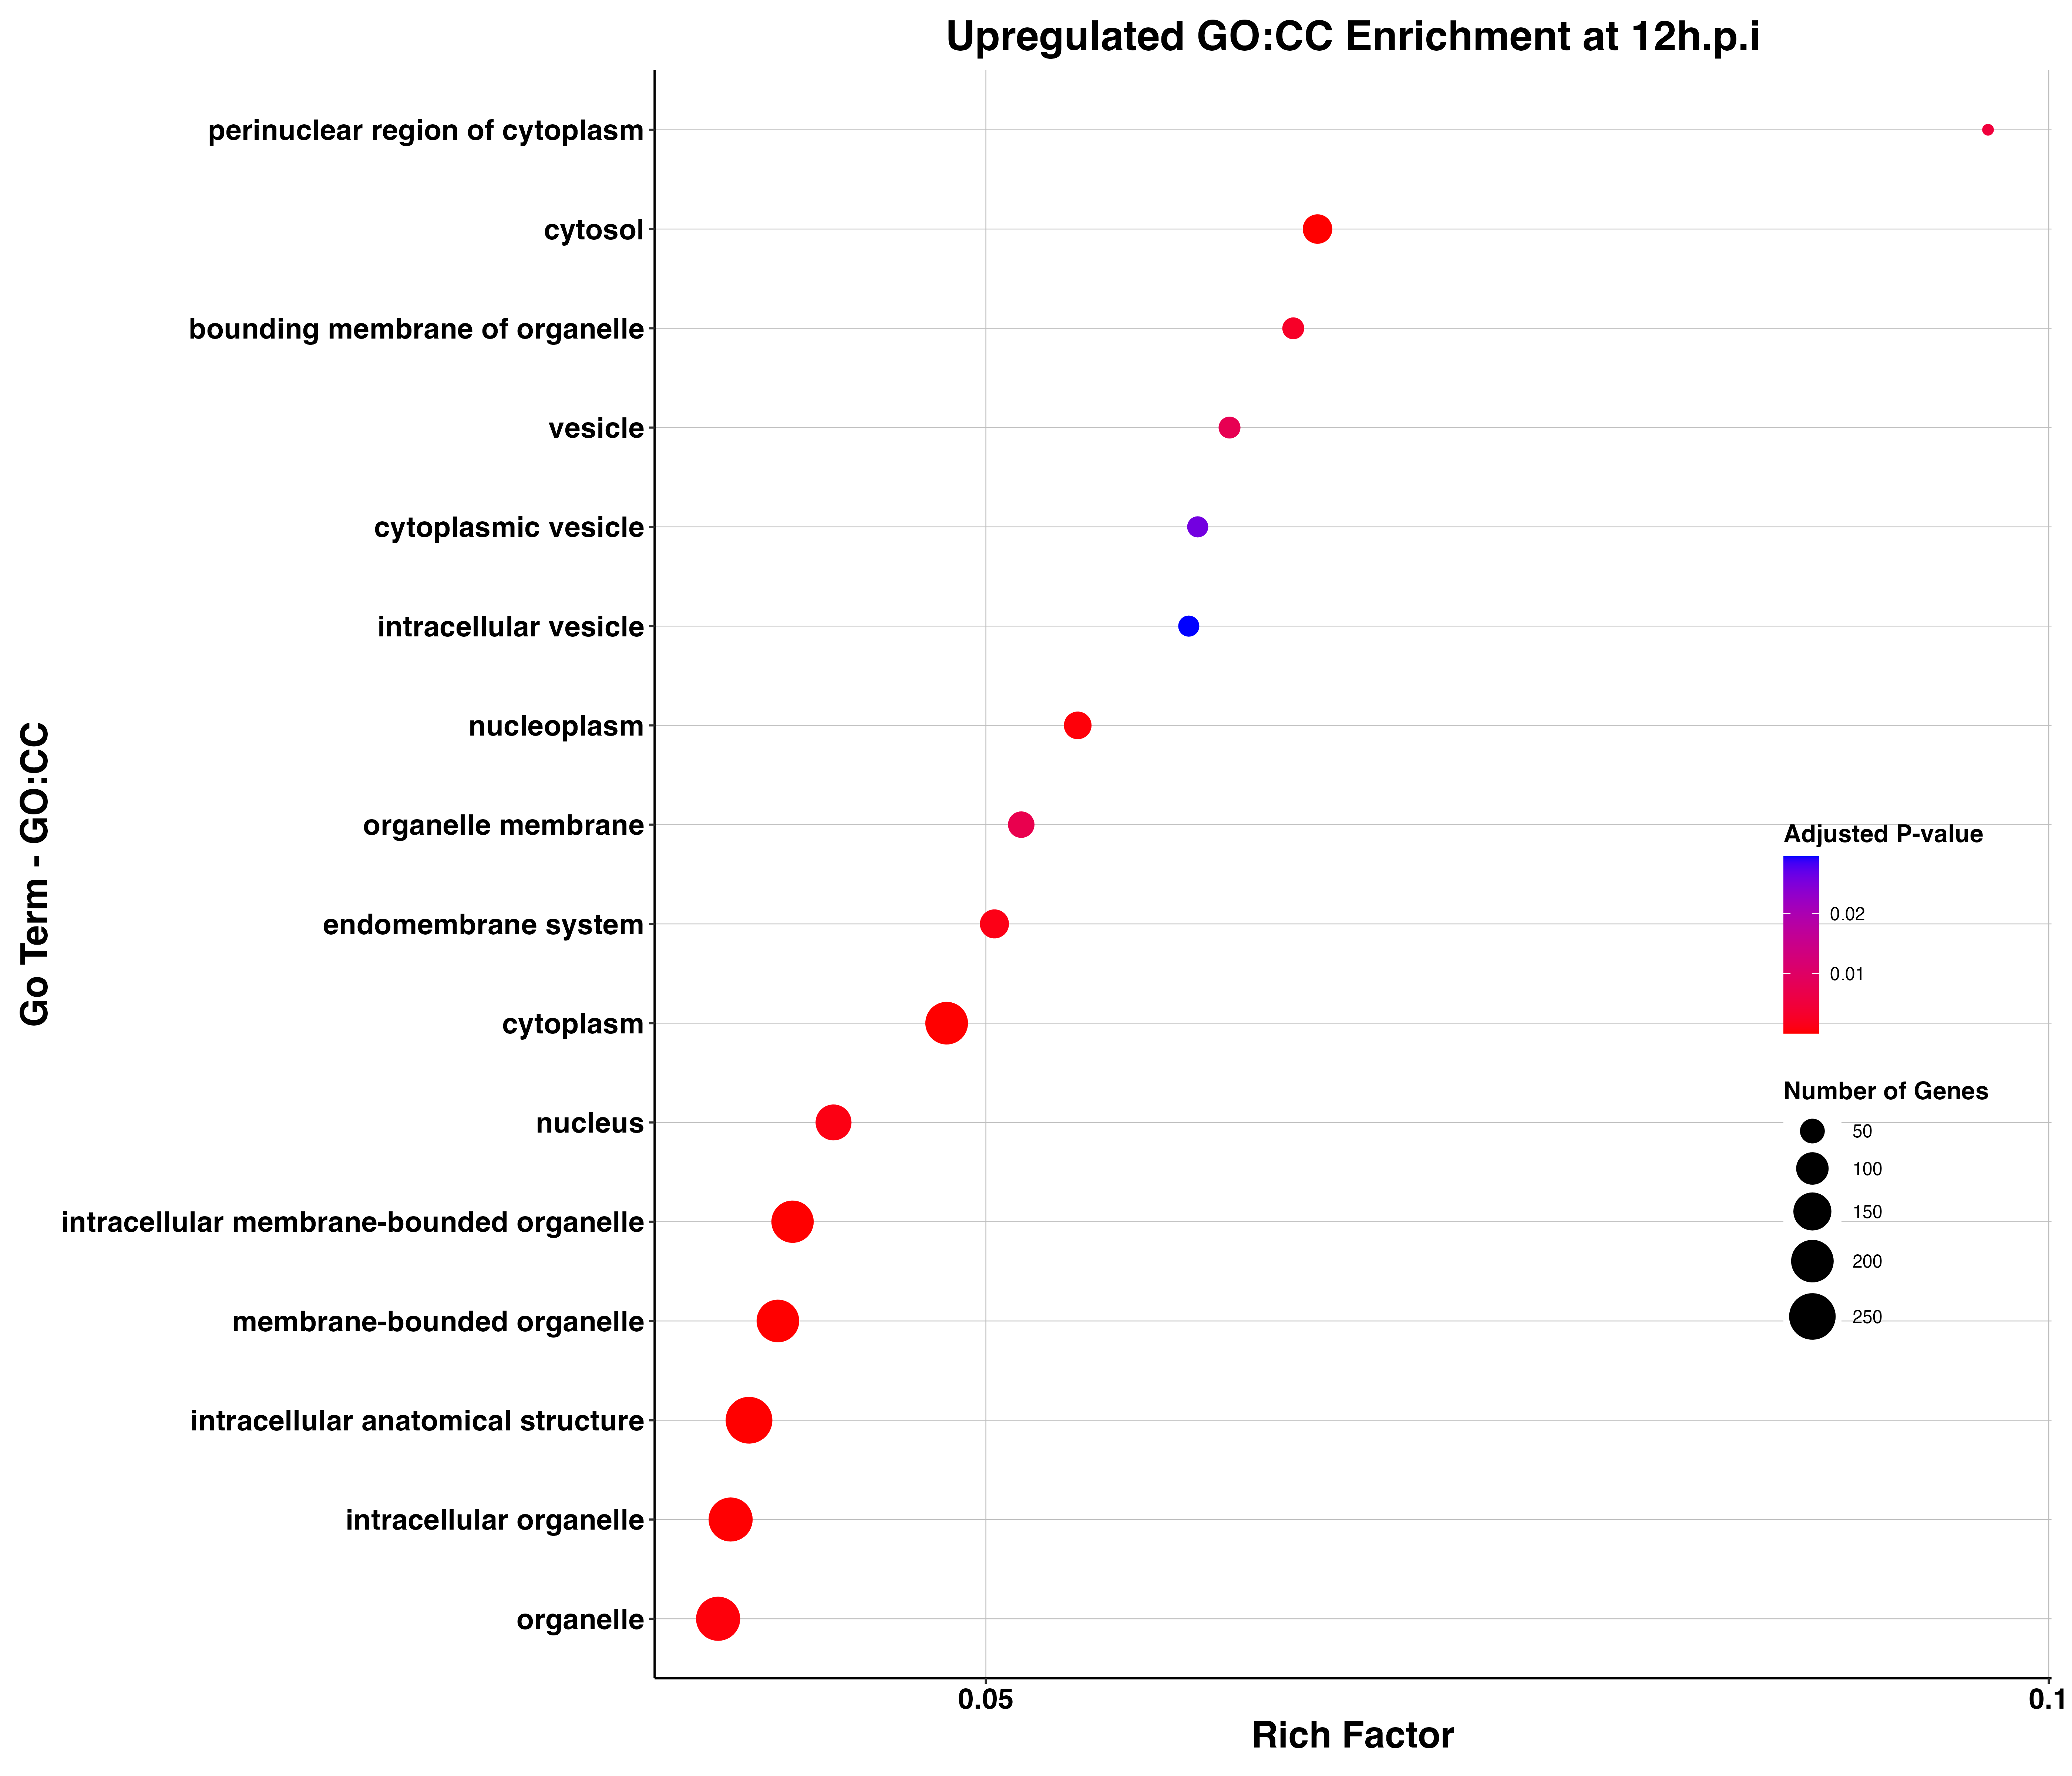 Upregulated GO:CC Enrichment at 12h.p.i
Go Term - GO:CC
perinuclear region of cytoplasm
cytosol
bounding membrane of organelle
vesicle
cytoplasmic vesicle
intracellular vesicle
nucleoplasm
organelle membrane
endomembrane system
cytoplasm
nucleus
intracellular membrane-bounded organelle
membrane-bounded organelle
intracellular anatomical structure
intracellular organelle
organelle
Adjusted P-value
0.02
0.01
Number of Genes
50
100
150
200
250
0.05
0.1
Rich Factor